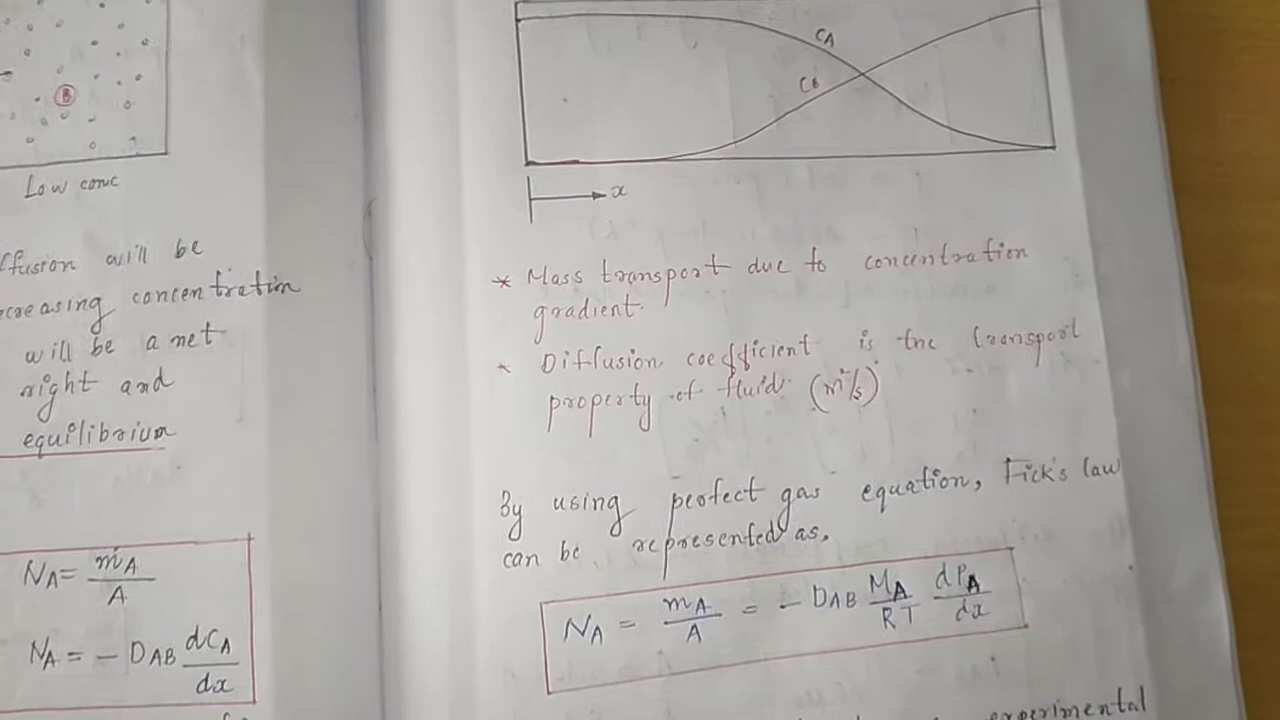 B
Low conc
ffusion will be
creasing concentration
will be a net
right and
equilibrium
NA = ṁA / A
NA = - DAB dCA / dx
CA
CB
x
* Mass transport due to concentration
gradient.
* Diffusion coefficient is the transport
property of fluid. (m²/s)
By using perfect gas equation, Fick's law
can be represented as,
NA = mA / A = - DAB MA / RT dPA / dx
experimental